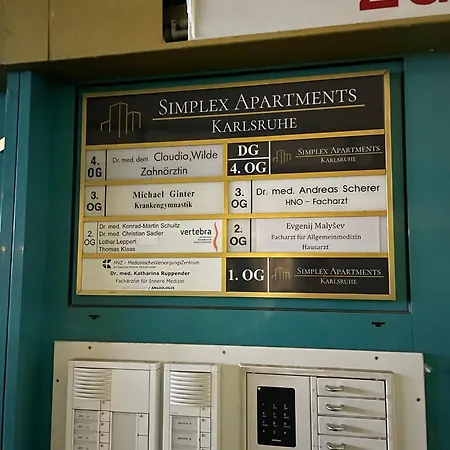 SIMPLEX APARTMENTS
KARLSRUHE
4. OG
Dr. med. dent. Claudia Wilde
Zahnärztin
DG
4. OG
SIMPLEX APARTMENTS
KARLSRUHE
3. OG
Michael Ginter
Krankengymnastik
3. OG
Dr. med. Andreas Scherer
HNO - Facharzt
2. OG
Dr. med. Konrad-Martin Schultz
Dr. med. Christian Sadler
Lothar Leppert
Thomas Klaas
vertebra
2. OG
Evgenij Malyšev
Facharzt für Allgemeinmedizin
Hausarzt
MVZ - MedizinischesVersorgungsZentrum
Dr. med. Katharina Ruppender
Fachärztin für Innere Medizin
ANGIOLOGIE
1. OG
SIMPLEX APARTMENTS
KARLSRUHE